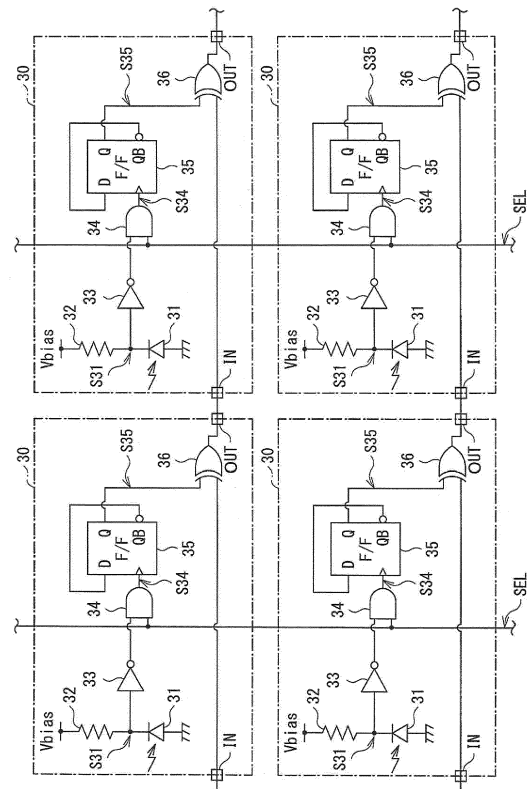 30
Vbias
32
S31
31
33
34
S34
D
Q
F/F
QB
35
S35
36
IN
OUT
30
Vbias
32
S31
31
33
34
S34
D
Q
F/F
QB
35
S35
36
IN
OUT
30
Vbias
32
S31
31
33
34
S34
D
Q
F/F
QB
35
S35
36
IN
OUT
SEL
30
Vbias
32
S31
31
33
34
S34
D
Q
F/F
QB
35
S35
36
IN
OUT
SEL